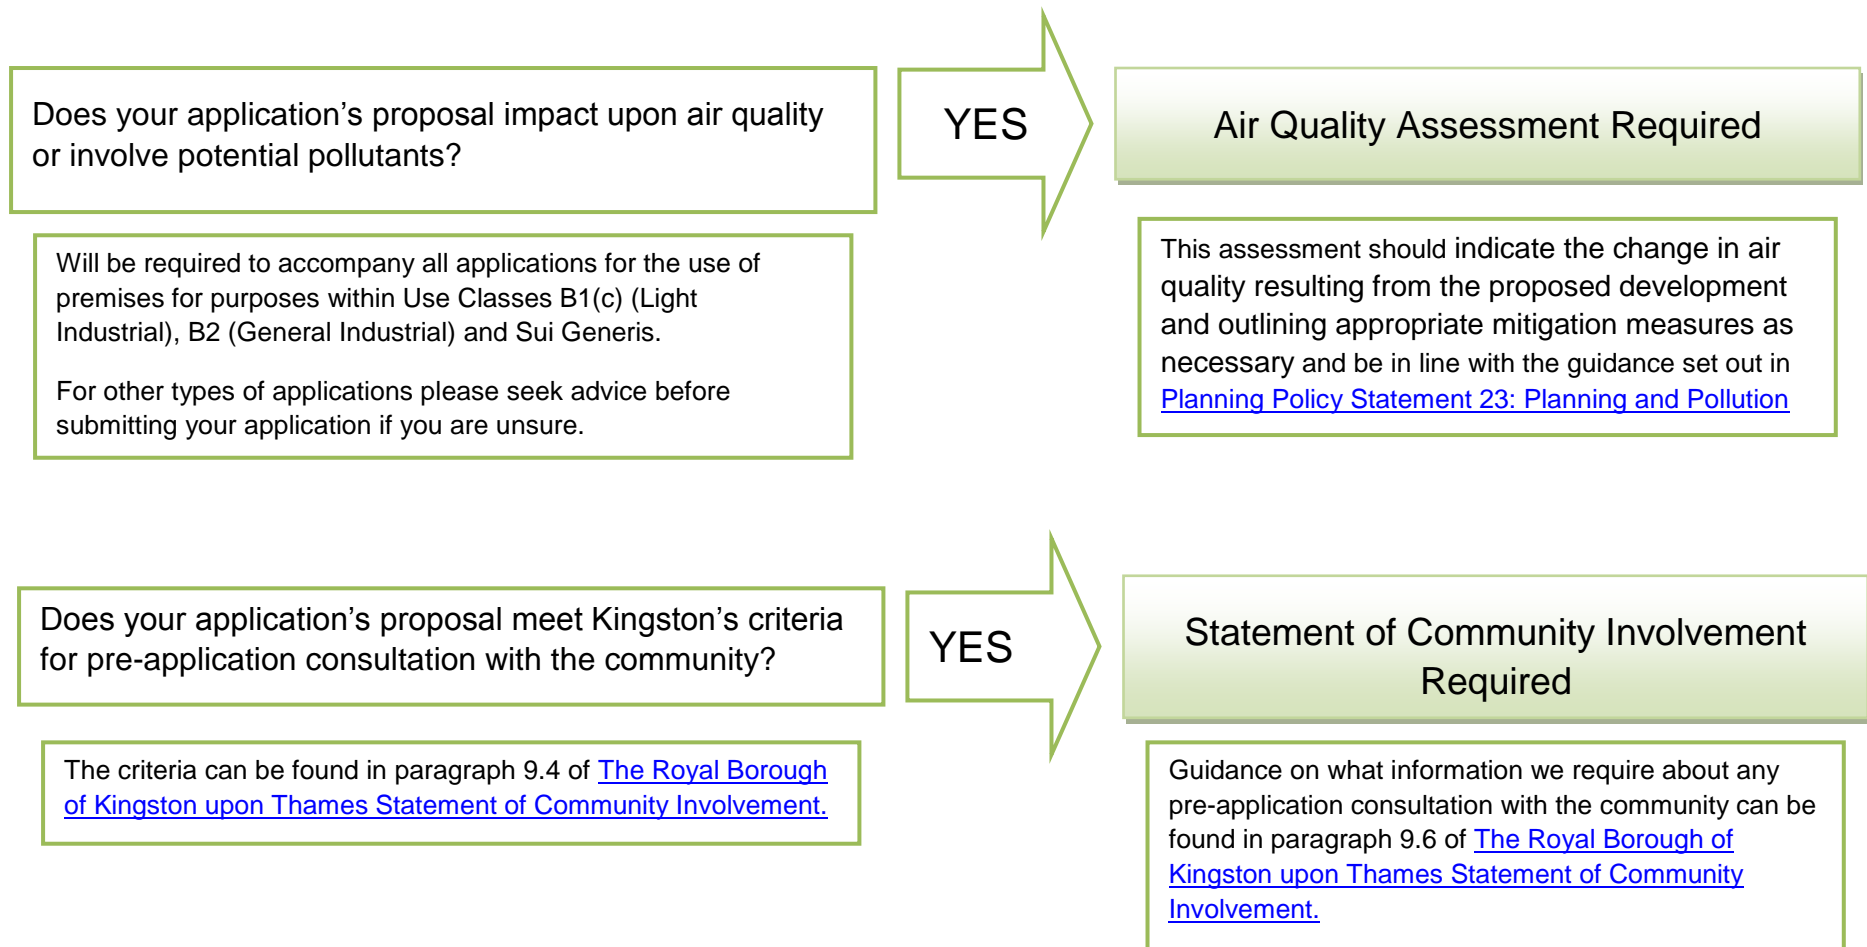 Does your application’s proposal impact upon air quality
or involve potential pollutants?
YES
Air Quality Assessment Required
Will be required to accompany all applications for the use of
premises for purposes within Use Classes B1(c) (Light
Industrial), B2 (General Industrial) and Sui Generis.
For other types of applications please seek advice before
submitting your application if you are unsure.
This assessment should indicate the change in air
quality resulting from the proposed development
and outlining appropriate mitigation measures as
necessary and be in line with the guidance set out in
Planning Policy Statement 23: Planning and Pollution
Does your application’s proposal meet Kingston’s criteria
for pre-application consultation with the community?
YES
Statement of Community Involvement
Required
The criteria can be found in paragraph 9.4 of The Royal Borough
of Kingston upon Thames Statement of Community Involvement.
Guidance on what information we require about any
pre-application consultation with the community can be
found in paragraph 9.6 of The Royal Borough of
Kingston upon Thames Statement of Community
Involvement.